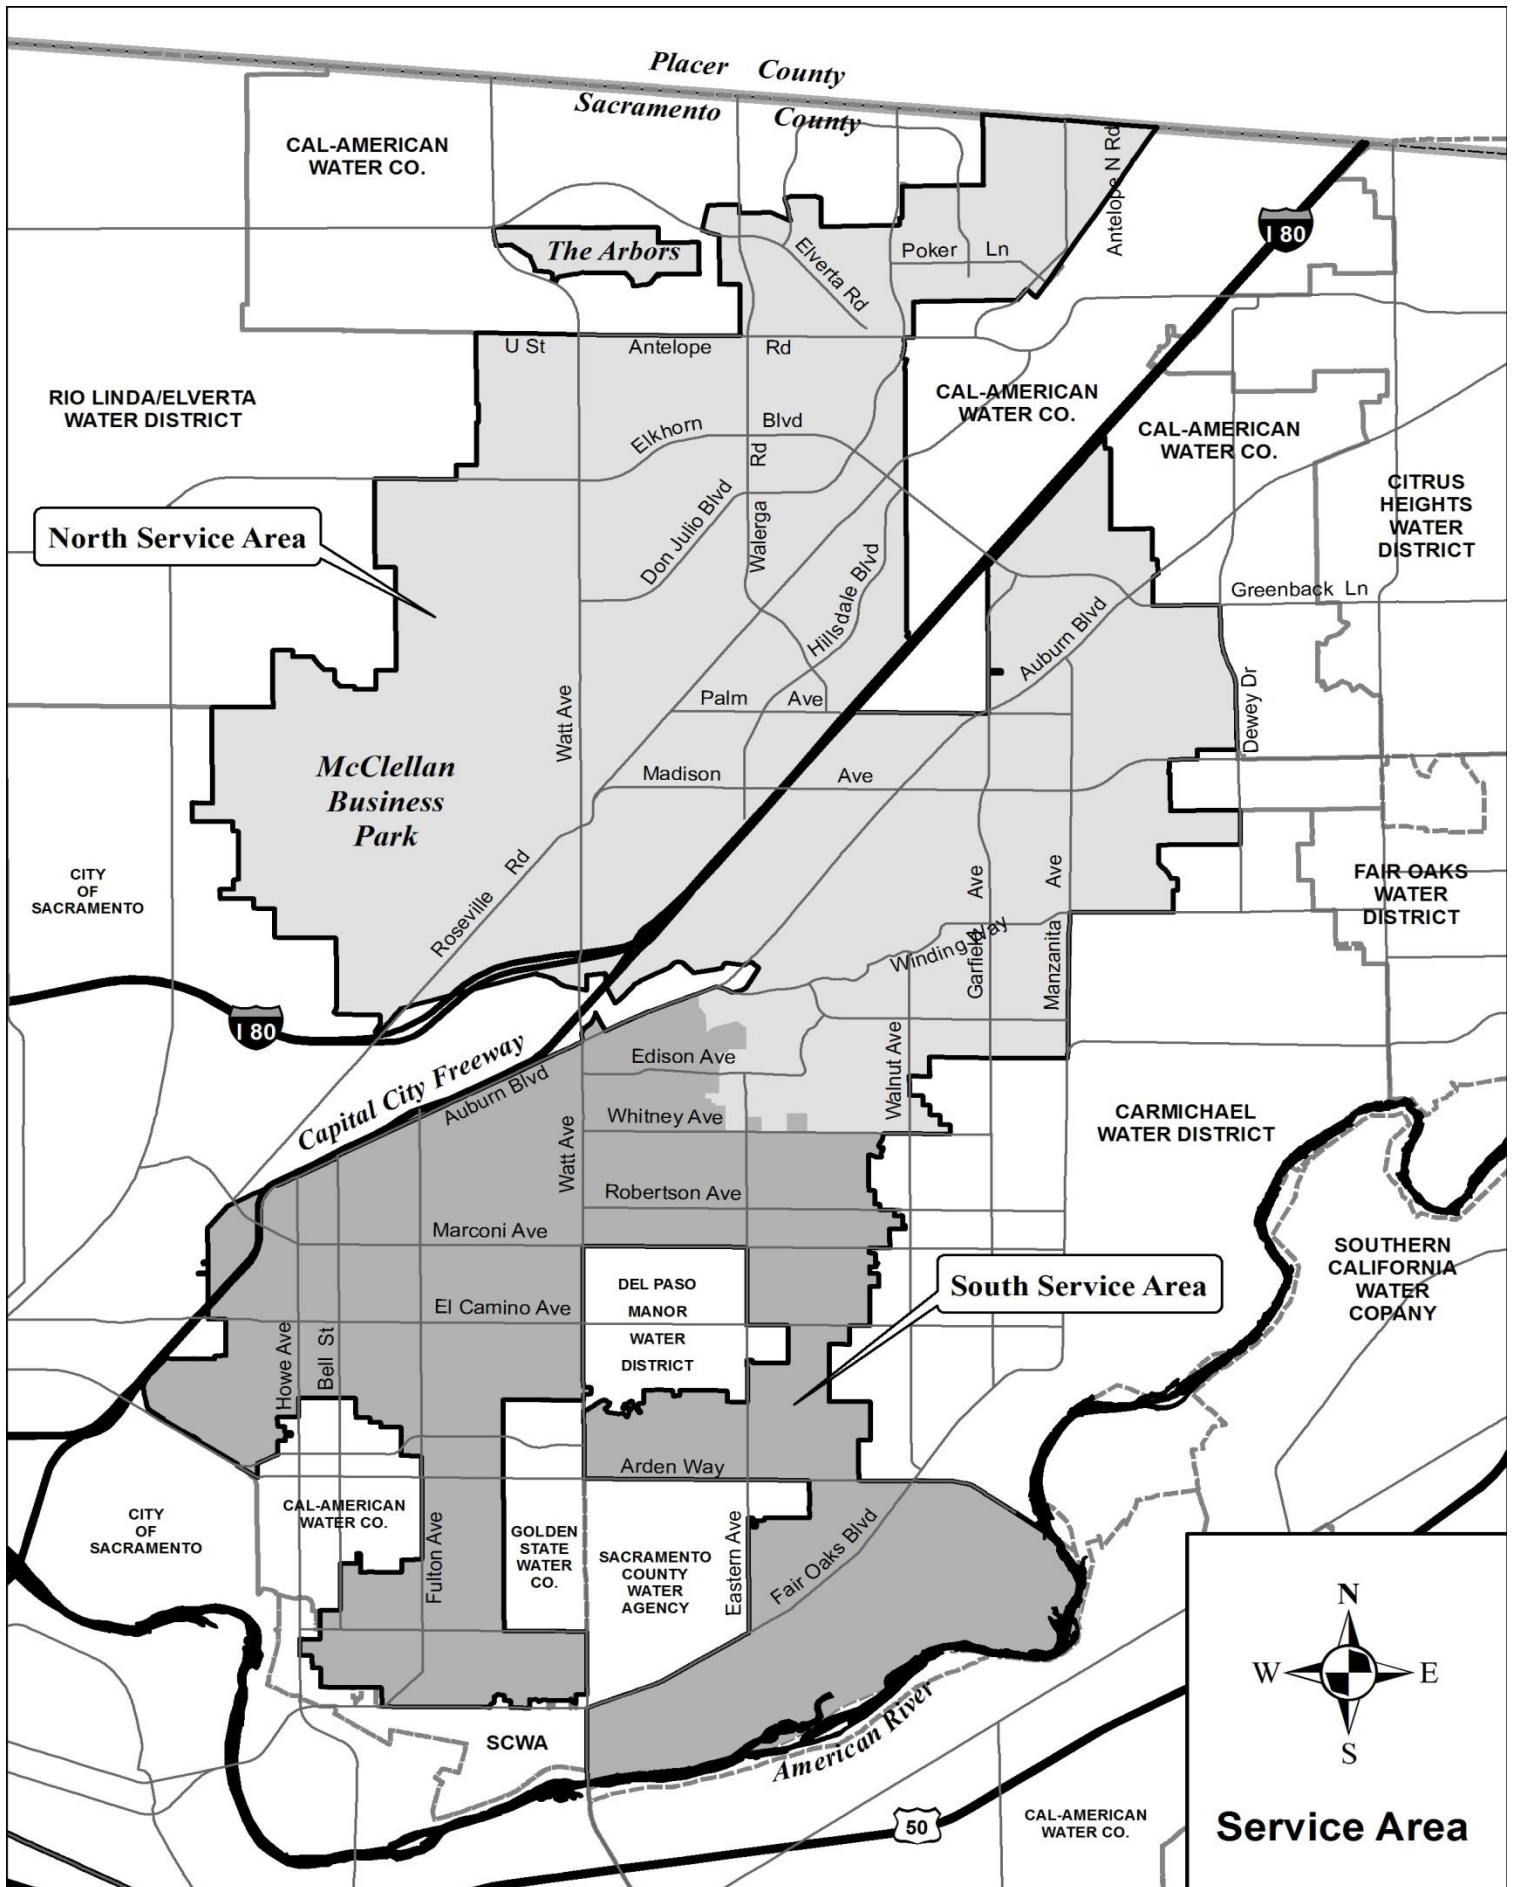 Placer County
Sacramento County
CAL-AMERICAN
WATER CO.
Antelope N Rd
I 80
The Arbors
Elverta Rd
Poker Ln
U St
Antelope Rd
RIO LINDA/ELVERTA
WATER DISTRICT
CAL-AMERICAN
WATER CO.
Elkhorn Blvd
CAL-AMERICAN
WATER CO.
CITRUS
HEIGHTS
WATER
DISTRICT
North Service Area
Don Julio Blvd
Walerga Rd
Hillsdale Blvd
Greenback Ln
Auburn Blvd
Palm Ave
Watt Ave
Dewey Dr
McClellan
Business
Park
Madison Ave
CITY
OF
SACRAMENTO
Roseville Rd
Garfield Ave
Manzanita Ave
FAIR OAKS
WATER
DISTRICT
Winding Way
I 80
Capital City Freeway
Auburn Blvd
Edison Ave
Walnut Ave
Whitney Ave
CARMICHAEL
WATER DISTRICT
Watt Ave
Robertson Ave
Marconi Ave
SOUTHERN
CALIFORNIA
WATER
COPANY
South Service Area
DEL PASO
MANOR
WATER
DISTRICT
El Camino Ave
Howe Ave
Bell St
Arden Way
CITY
OF
SACRAMENTO
CAL-AMERICAN
WATER CO.
Fulton Ave
GOLDEN
STATE
WATER
CO.
SACRAMENTO
COUNTY
WATER
AGENCY
Eastern Ave
Fair Oaks Blvd
SCWA
American River
50
CAL-AMERICAN
WATER CO.
N
W E
S
Service Area